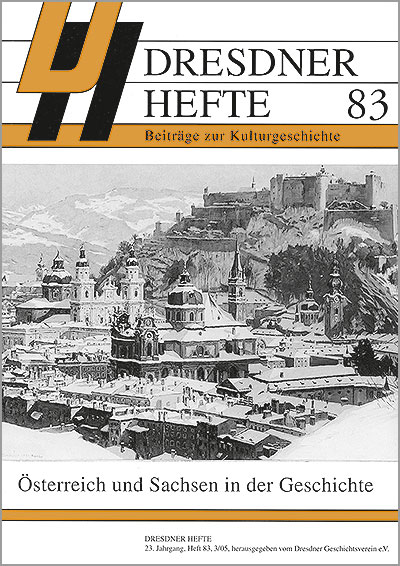 DRESDNER
HEFTE 83
Beiträge zur Kulturgeschichte
Österreich und Sachsen in der Geschichte
DRESDNER HEFTE
23. Jahrgang, Heft 83, 3/05, herausgegeben vom Dresdner Geschichtsverein e.V.